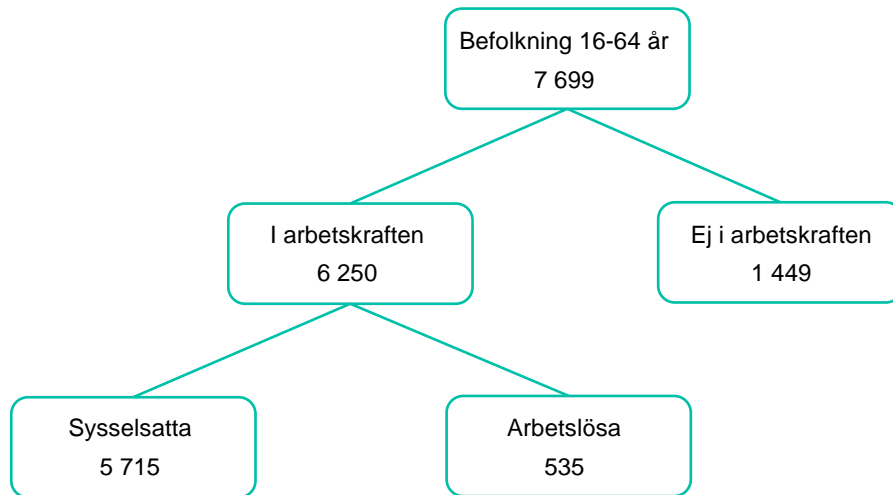 Befolkning 16-64 år
7 699
I arbetskraften
6 250
Ej i arbetskraften
1 449
Sysselsatta
5 715
Arbetslösa
535